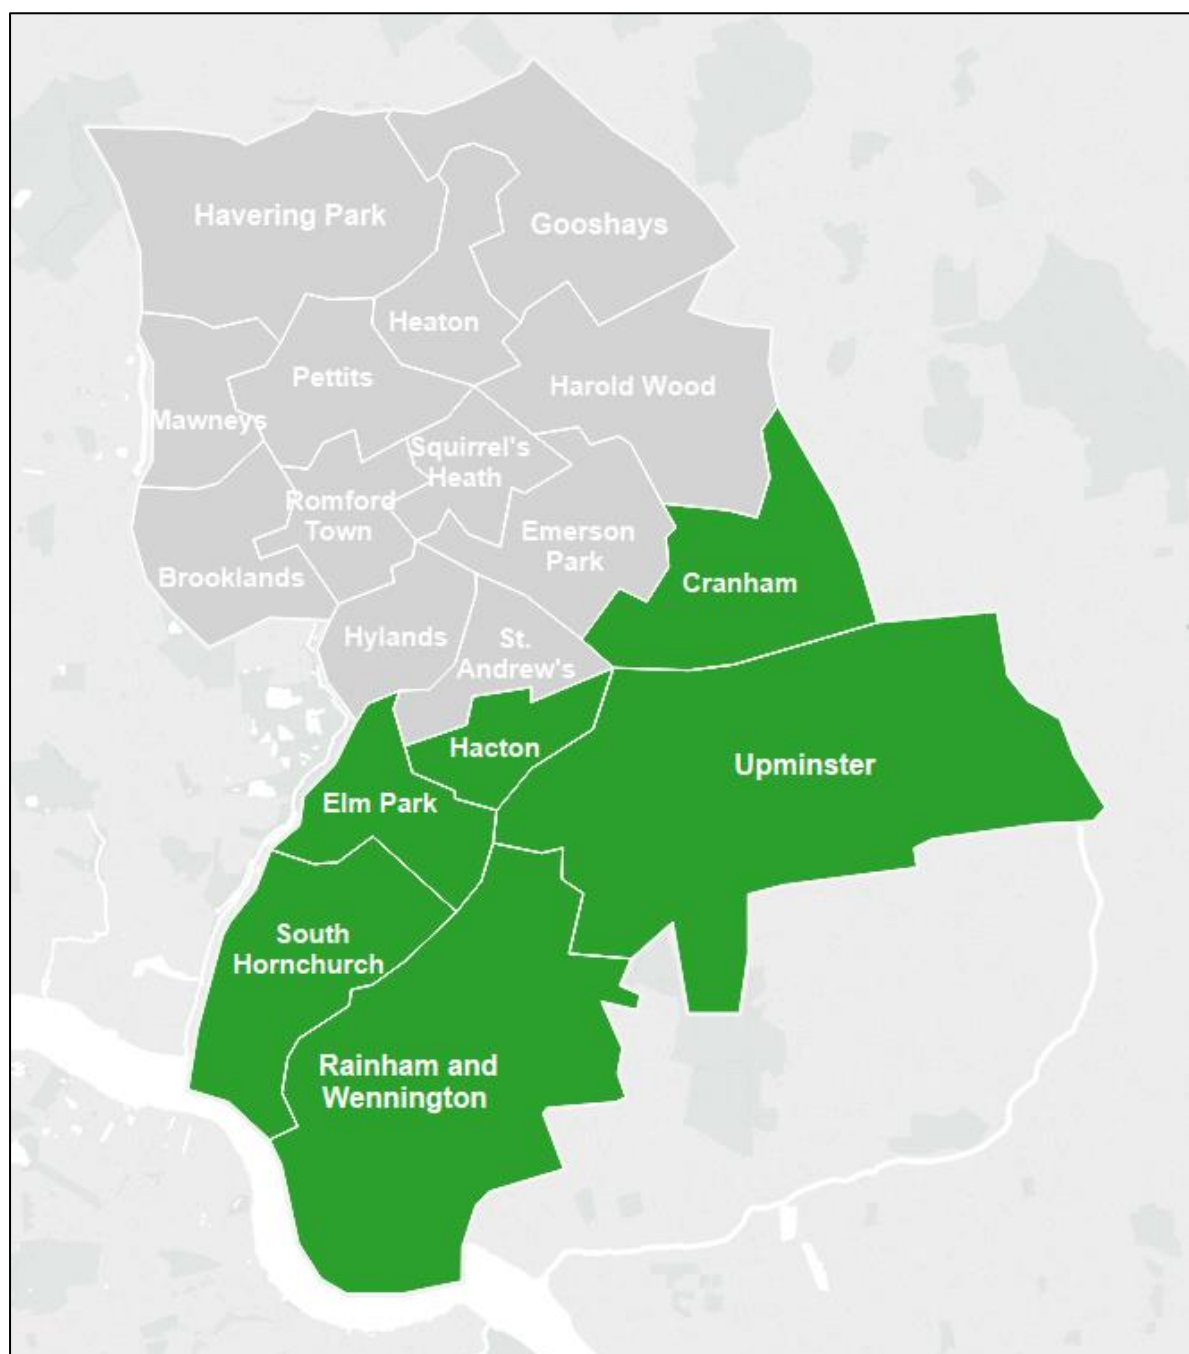 Havering Park
Gooshays
Heaton
Pettits
Harold Wood
Mawneys
Squirrel's
Heath
Romford
Town
Emerson
Park
Brooklands
Cranham
Hylands
St.
Andrew's
Hacton
Upminster
Elm Park
South
Hornchurch
Rainham and
Wennington